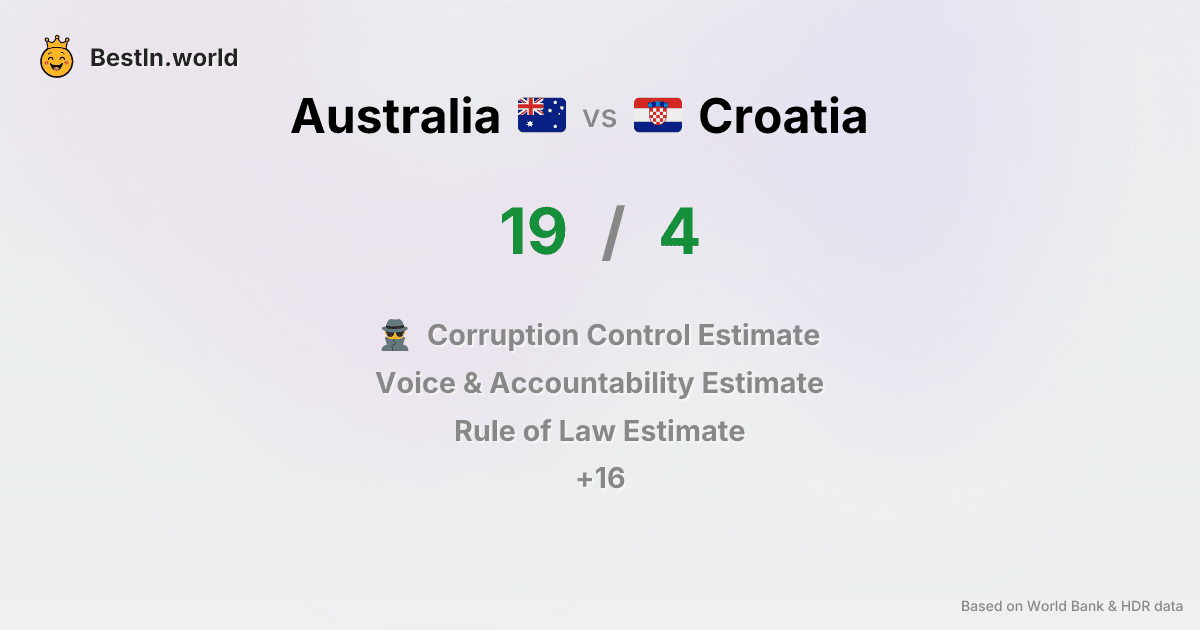 BestIn.world
Australia vs Croatia
19 / 4
Corruption Control Estimate
Voice & Accountability Estimate
Rule of Law Estimate
+16
Based on World Bank & HDR data